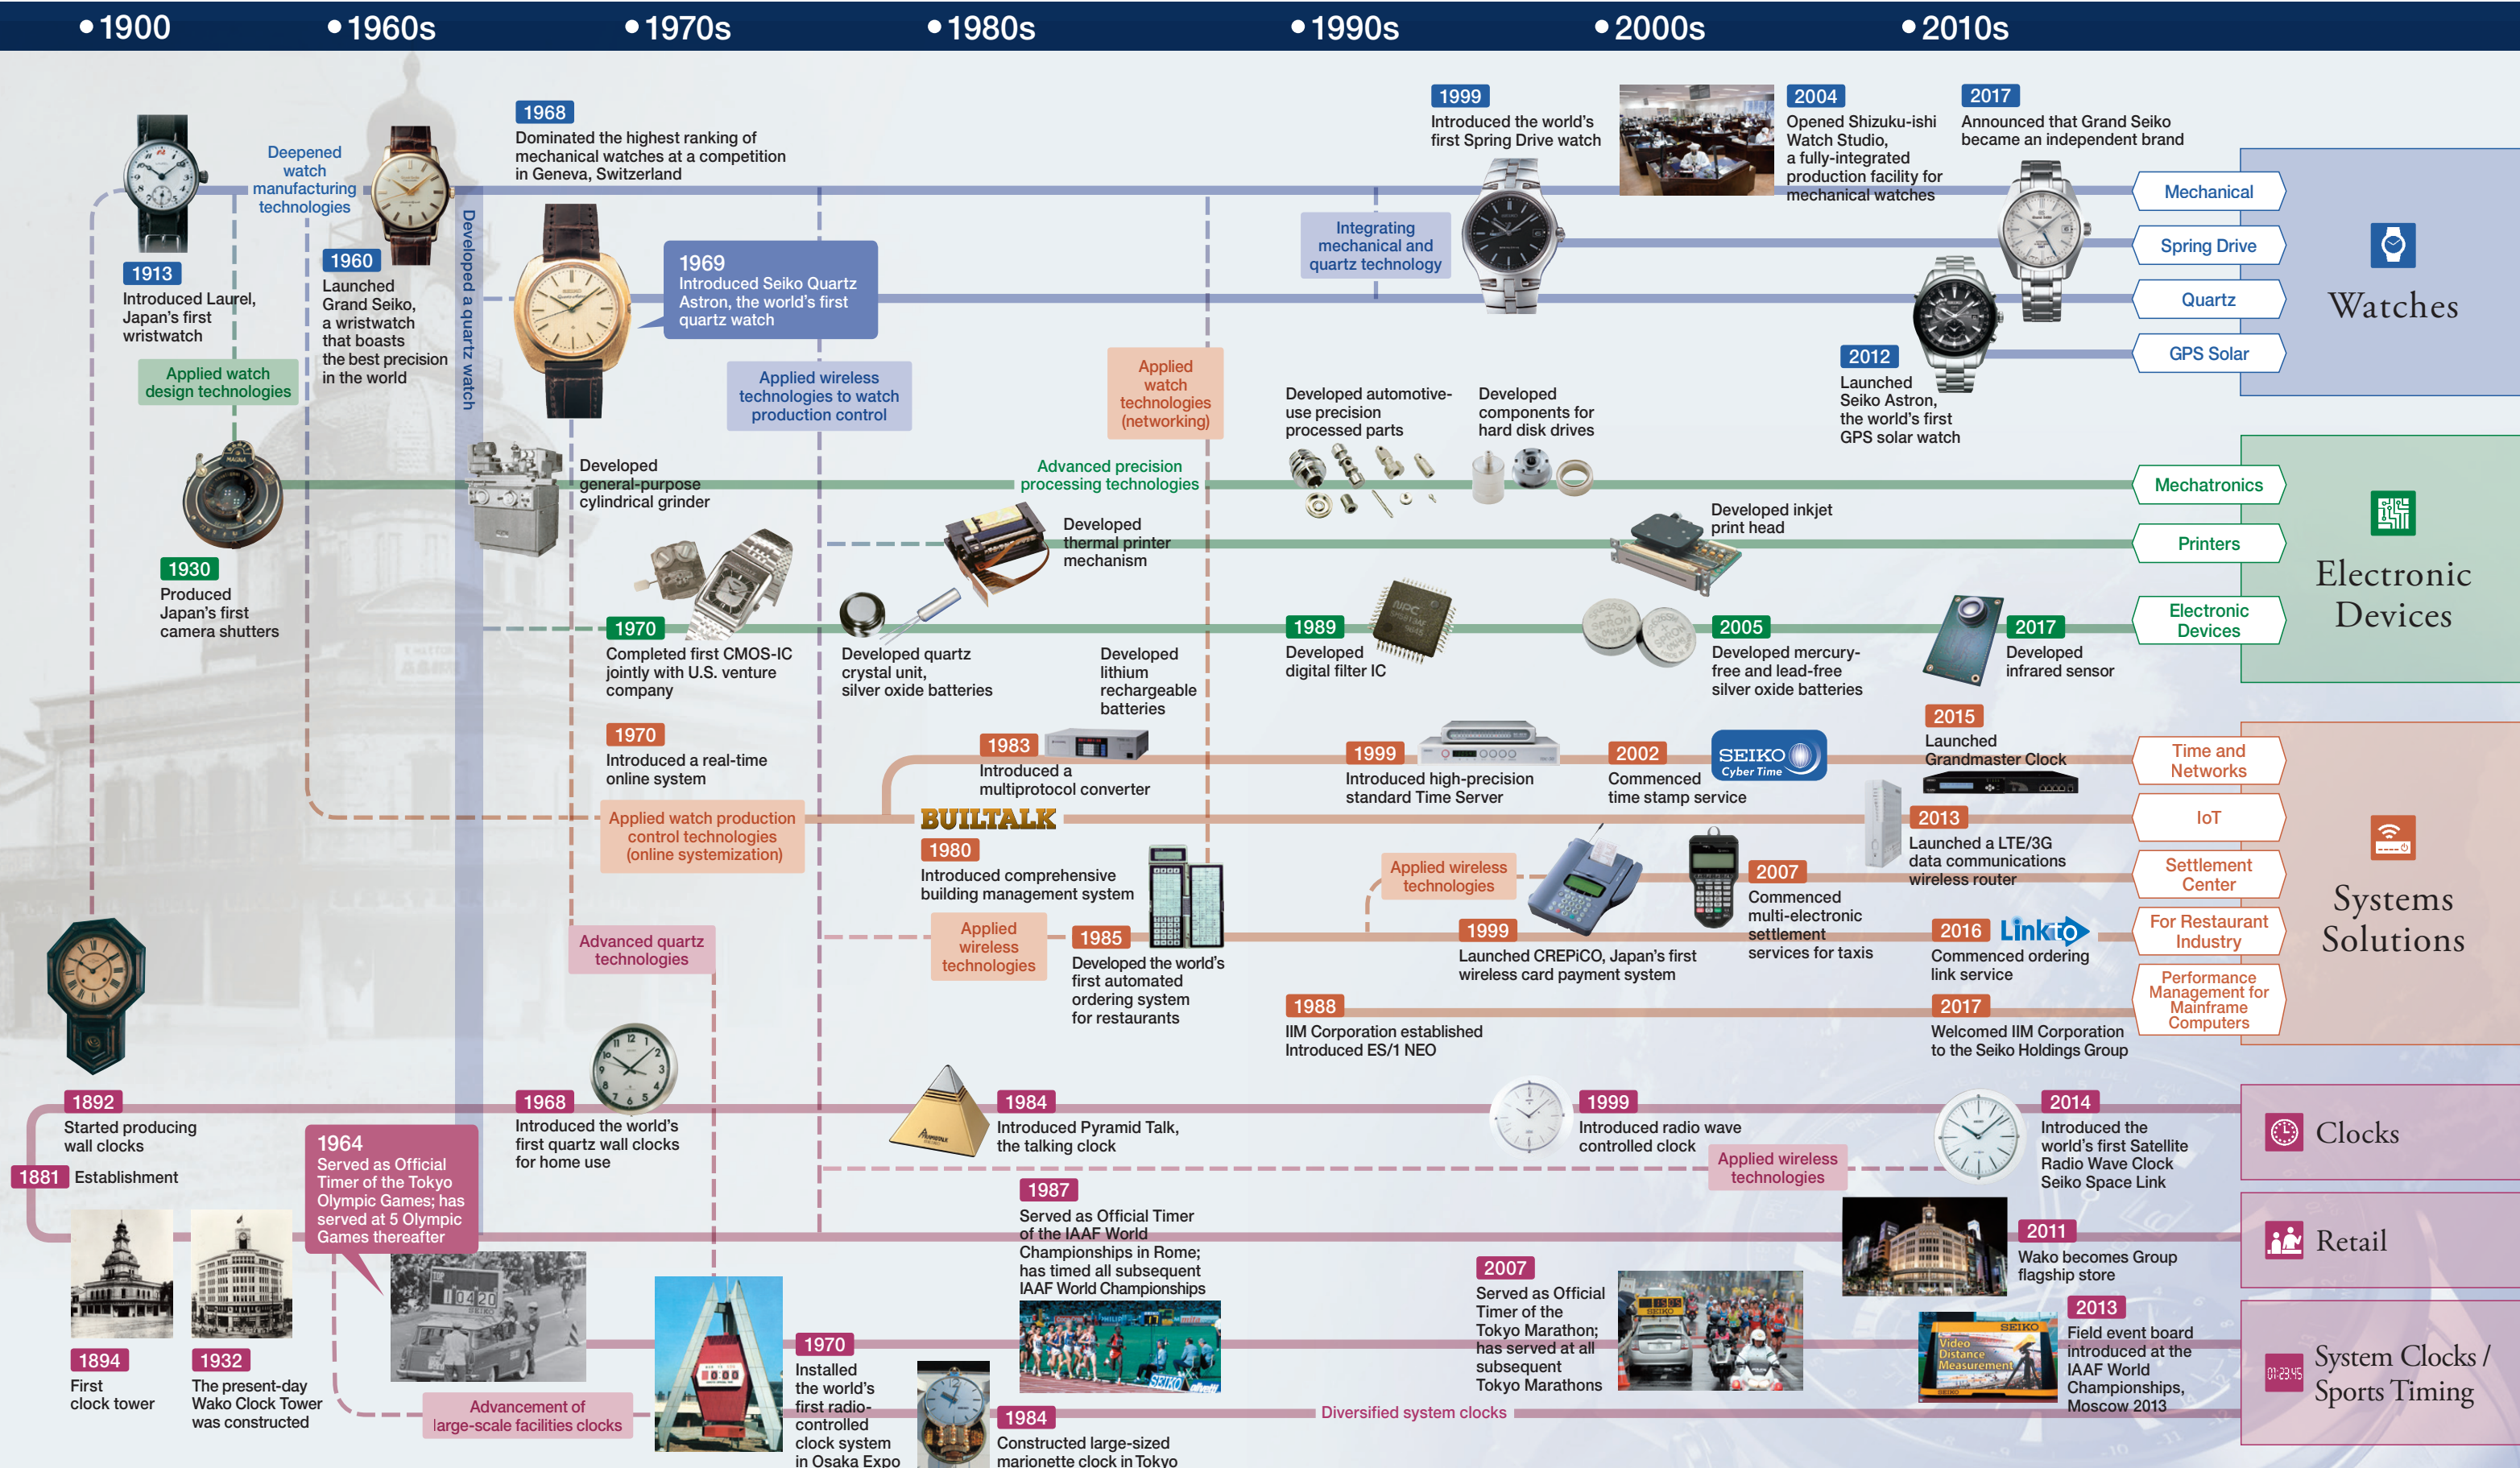 1900
1960s
1970s
1980s
1990s
2000s
2010s
1913
Introduced Laurel,
Japan's first
wristwatch
Deepened
watch
manufacturing
technologies
1960
Launched
Grand Seiko,
a wristwatch
that boasts
the best precision
in the world
Developed a quartz watch
1968
Dominated the highest ranking of
mechanical watches at a competition
in Geneva, Switzerland
1969
Introduced Seiko Quartz
Astron, the world's first
quartz watch
Integrating
mechanical and
quartz technology
1999
Introduced the world's
first Spring Drive watch
2004
Opened Shizuku-ishi
Watch Studio,
a fully-integrated
production facility for
mechanical watches
2017
Announced that Grand Seiko
became an independent brand
2012
Launched
Seiko Astron,
the world's first
GPS solar watch
Mechanical
Spring Drive
Quartz
GPS Solar
Watches
Applied watch
design technologies
Applied wireless
technologies to watch
production control
Applied
watch
technologies
(networking)
1930
Produced
Japan's first
camera shutters
Developed
general-purpose
cylindrical grinder
Advanced precision
processing technologies
Developed automotive-
use precision
processed parts
Developed
components for
hard disk drives
Developed
thermal printer
mechanism
Developed inkjet
print head
1970
Completed first CMOS-IC
jointly with U.S. venture
company
Developed quartz
crystal unit,
silver oxide batteries
Developed
lithium
rechargeable
batteries
1989
Developed
digital filter IC
NPC
2005
Developed mercury-
free and lead-free
silver oxide batteries
2017
Developed
infrared sensor
Mechatronics
Printers
Electronic
Devices
Electronic
Devices
1970
Introduced a real-time
online system
Applied watch production
control technologies
(online systemization)
1983
Introduced a
multiprotocol converter
1999
Introduced high-precision
standard Time Server
2002
Commenced
time stamp service
SEIKO
Cyber Time
2015
Launched
Grandmaster Clock
BUILTALK
1980
Introduced comprehensive
building management system
2013
Launched a LTE/3G
data communications
wireless router
Applied wireless
technologies
2007
Commenced
multi-electronic
settlement
services for taxis
Applied
wireless
technologies
1985
Developed the world's
first automated
ordering system
for restaurants
1999
Launched CREPiCO, Japan's first
wireless card payment system
2016
Linkto
Commenced ordering
link service
1988
IIM Corporation established
Introduced ES/1 NEO
2017
Welcomed IIM Corporation
to the Seiko Holdings Group
Time and
Networks
IoT
Settlement
Center
For Restaurant
Industry
Performance
Management for
Mainframe
Computers
Systems
Solutions
Advanced quartz
technologies
1892
Started producing
wall clocks
1881
Establishment
1968
Introduced the world's
first quartz wall clocks
for home use
1984
Introduced Pyramid Talk,
the talking clock
1999
Introduced radio wave
controlled clock
Applied wireless
technologies
2014
Introduced the
world's first Satellite
Radio Wave Clock
Seiko Space Link
Clocks
1894
First
clock tower
1932
The present-day
Wako Clock Tower
was constructed
2011
Wako becomes Group
flagship store
Retail
1964
Served as Official
Timer of the Tokyo
Olympic Games; has
served at 5 Olympic
Games thereafter
10420
SEIKO
Advancement of
large-scale facilities clocks
1970
Installed
the world's
first radio-
controlled
clock system
in Osaka Expo
1987
Served as Official Timer
of the IAAF World
Championships in Rome;
has timed all subsequent
IAAF World Championships
SEIKO
1984
Constructed large-sized
marionette clock in Tokyo
Diversified system clocks
2007
Served as Official
Timer of the
Tokyo Marathon;
has served at all
subsequent
Tokyo Marathons
SEIKO
SEIKO
Video
Distance
Measurement
SEIKO
2013
Field event board
introduced at the
IAAF World
Championships,
Moscow 2013
01:23.45
System Clocks /
Sports Timing